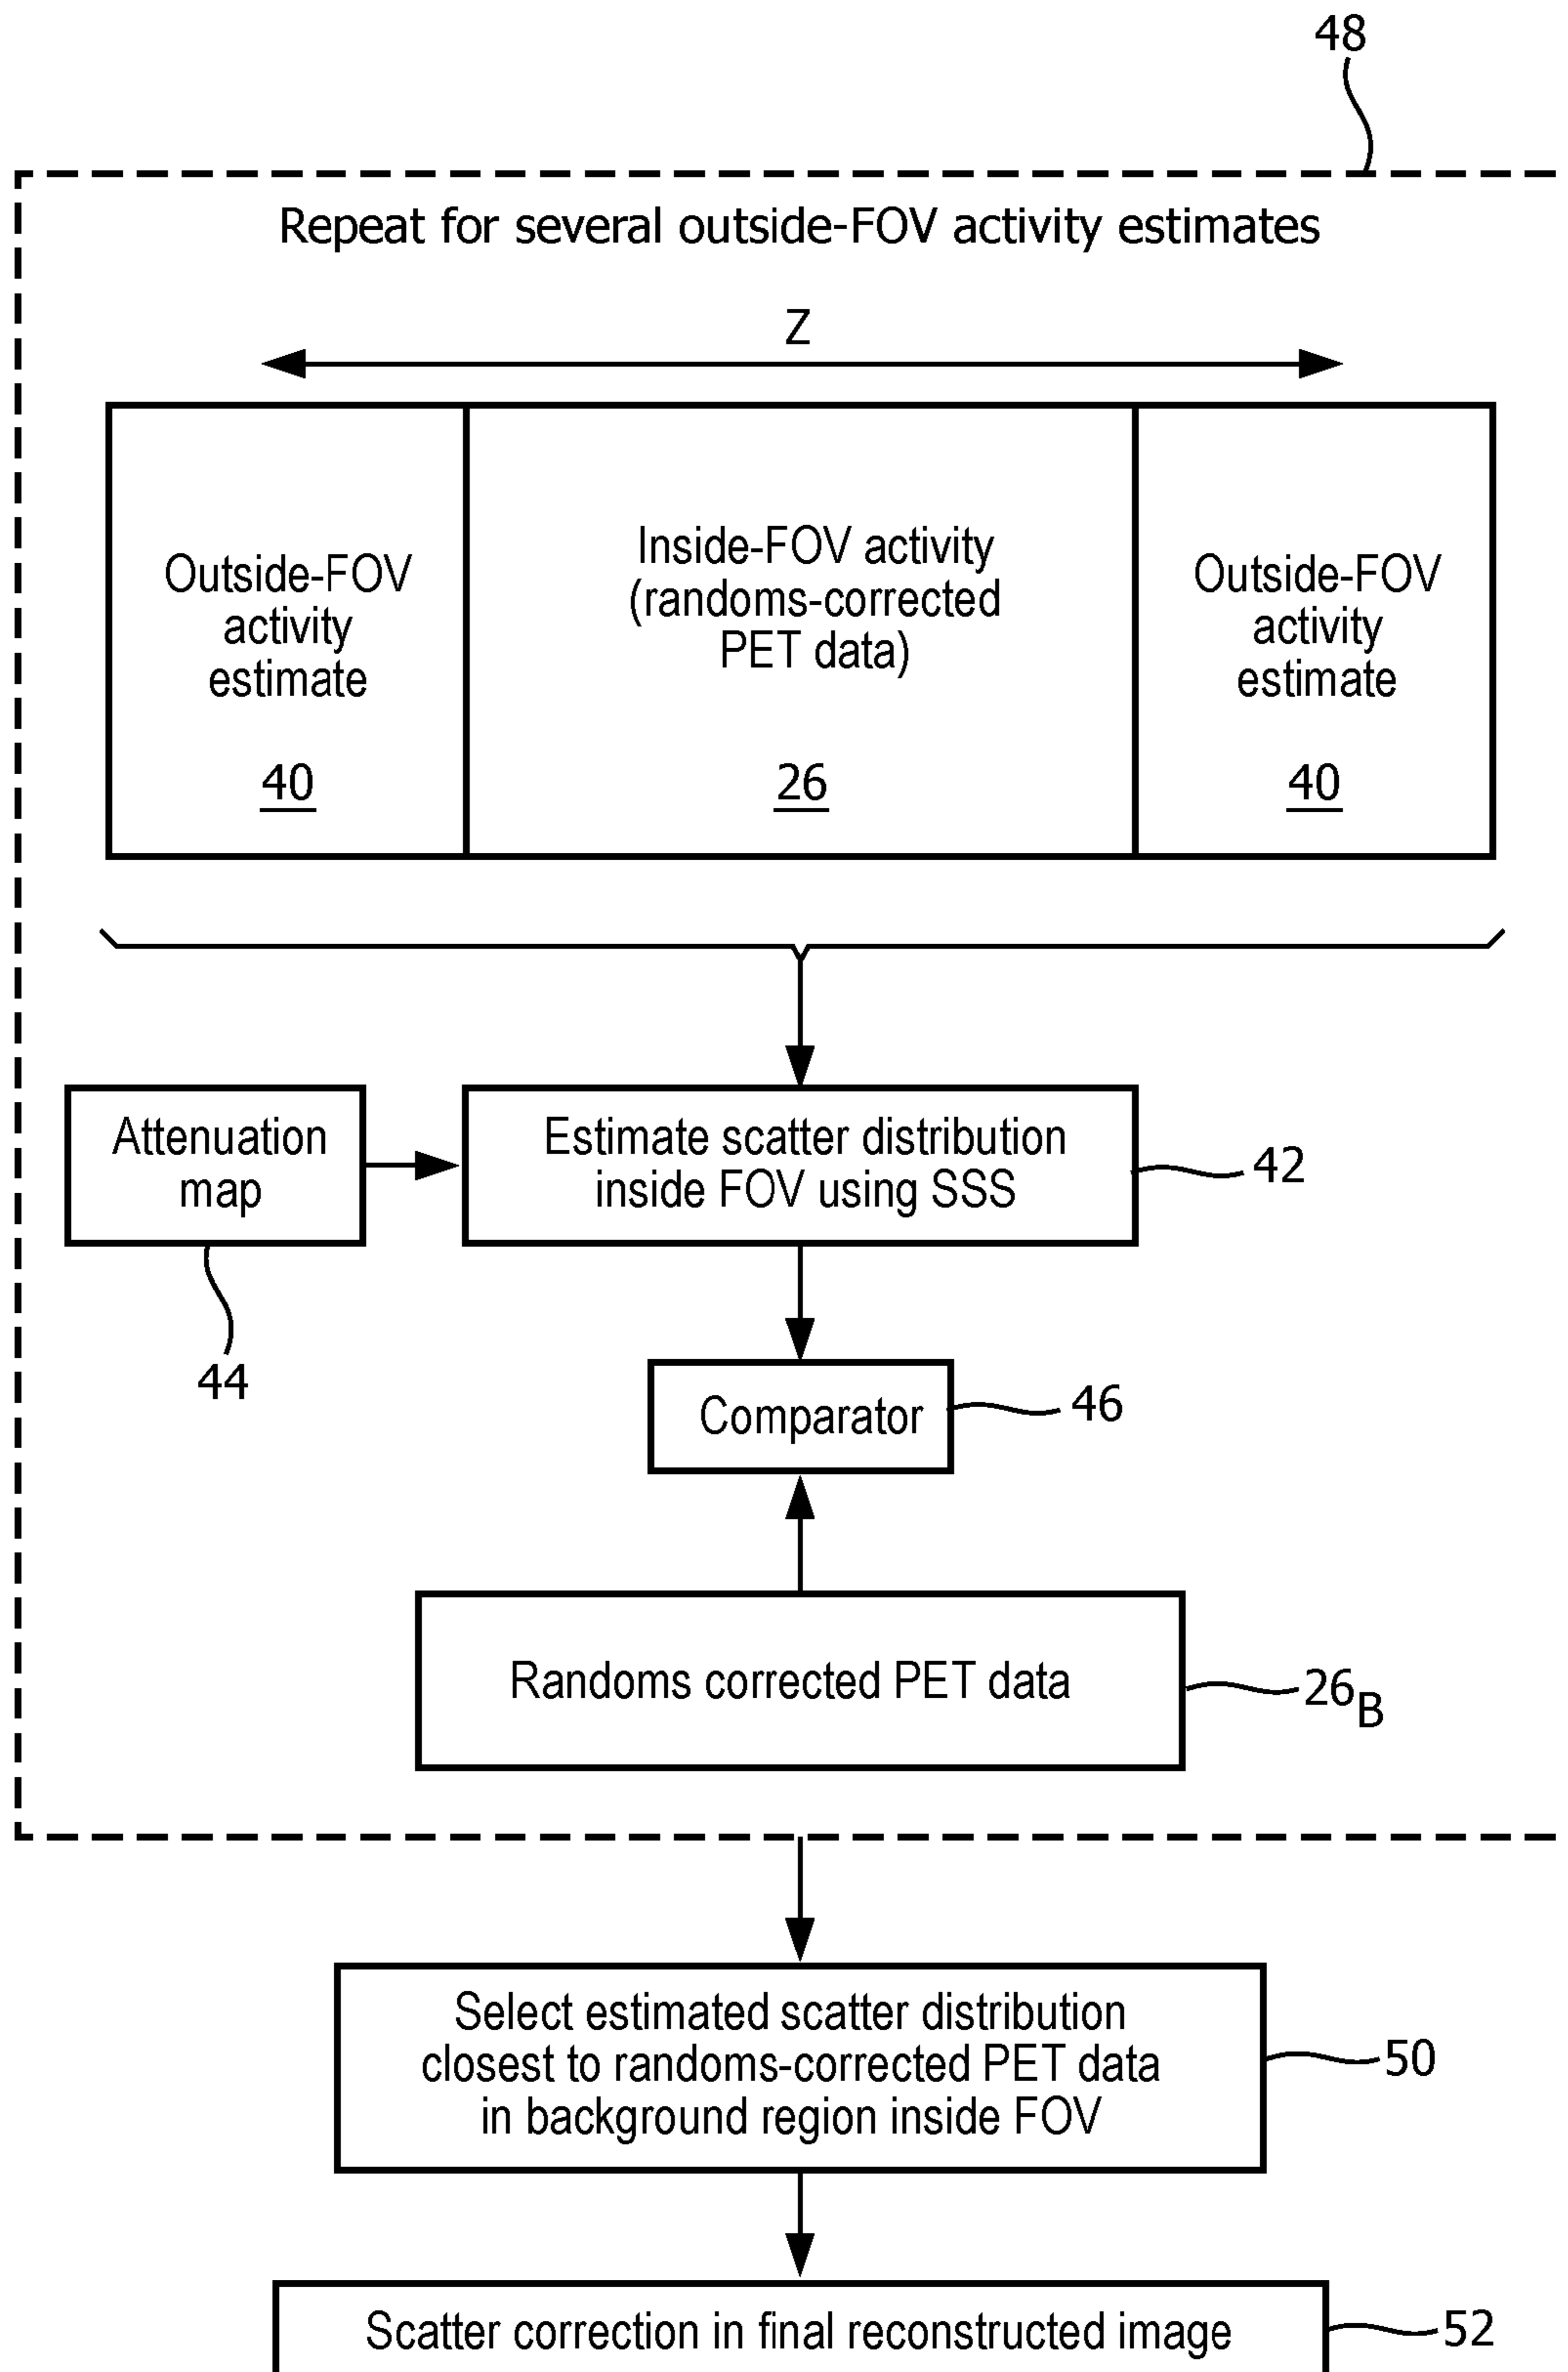 48
Repeat for several outside-FOV activity estimates
Z
Outside-FOV
activity
estimate
40
Inside-FOV activity
(randoms-corrected
PET data)
26
Outside-FOV
activity
estimate
40
Attenuation
map
44
Estimate scatter distribution
inside FOV using SSS
42
Comparator
46
Randoms corrected PET data
26B
Select estimated scatter distribution
closest to randoms-corrected PET data
in background region inside FOV
50
Scatter correction in final reconstructed image
52